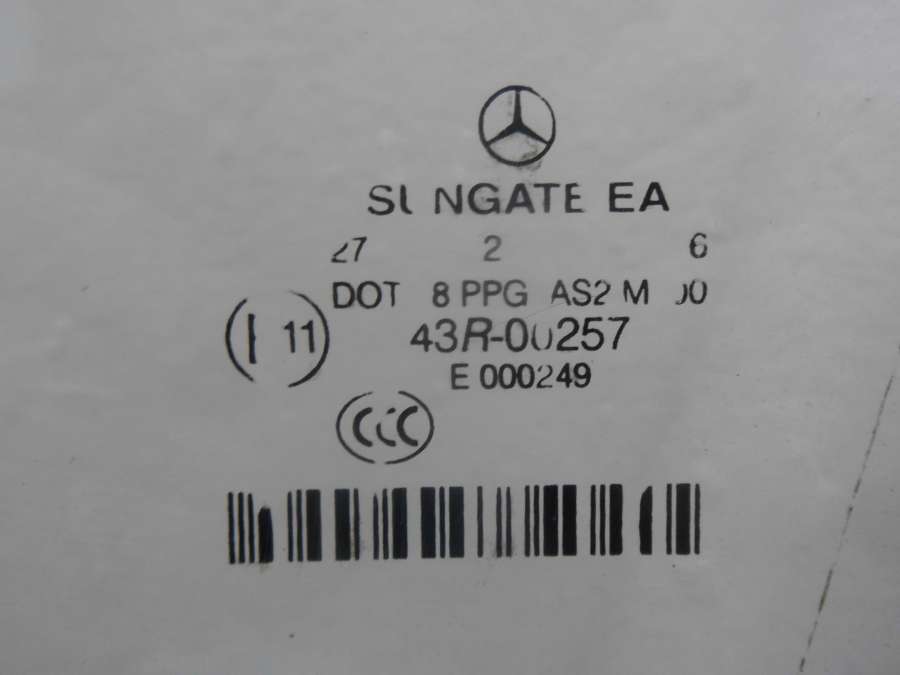 SUNGATE EA
27 2 6
DOT 8 PPG AS2 M
E 11
43R-00257
E 000249
CCC